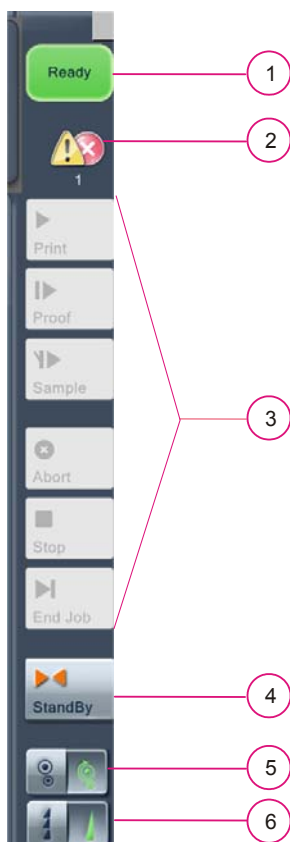 Ready
1
2
1
Print
Proof
Sample
3
Abort
Stop
End Job
StandBy
4
5
6